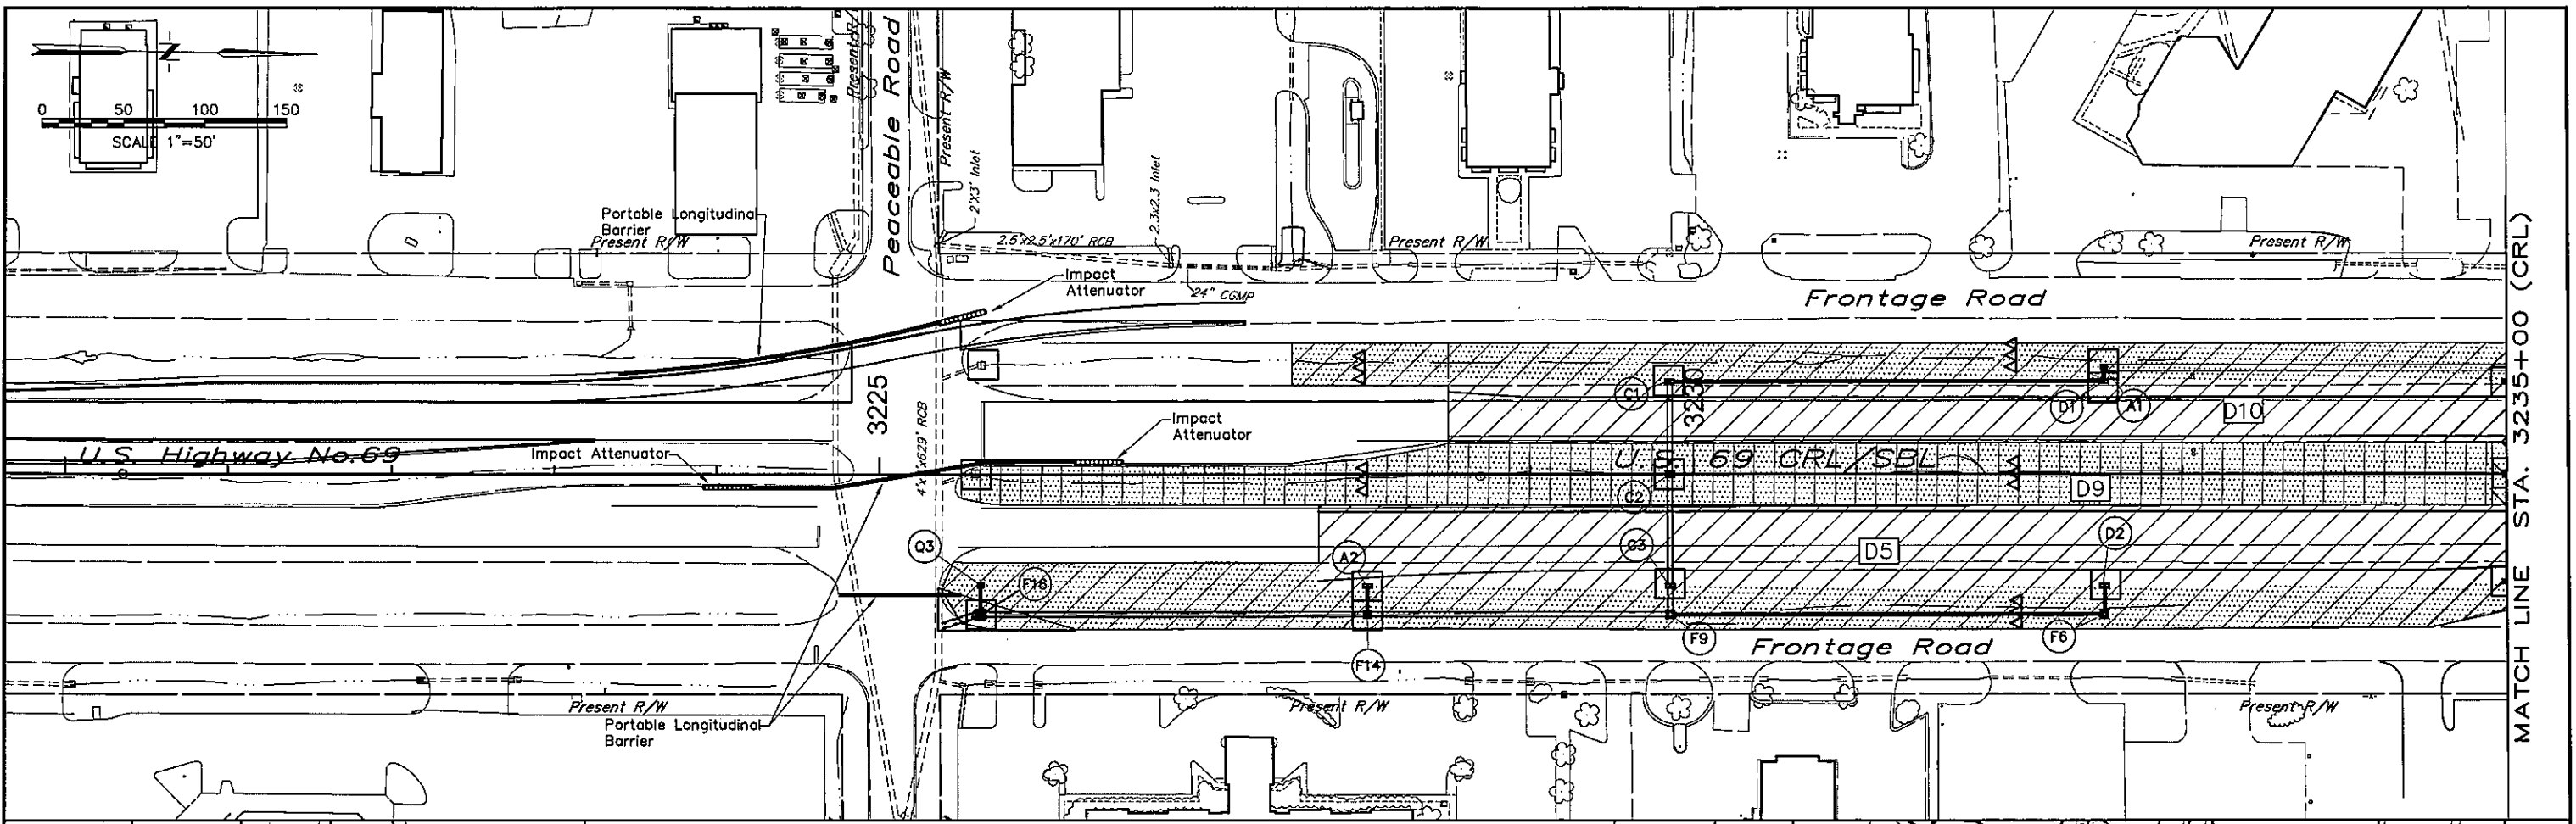 N
0 50 100 150
SCALE 1"=50'
Present R/W
Peaceable Road
Present R/W
2'X3' Inlet
2.3x2.3 Inlet
Portable Longitudinal
Barrier
Present R/W
2.5'x2.5'x170' RCB
Present R/W
Present R/W
Impact
Attenuator
24" CGMP
Frontage Road
MATCH LINE STA. 3235+00 (CRL)
3225
3230
C1
D1
A1
D10
Impact
Attenuator
U.S. Highway No.69
Impact Attenuator
4'x'x629' RCB
U.S. 69 CRL/SBL
C2
D9
Q3
F16
A2
C3
D5
D2
F14
F9
F6
Frontage Road
Present R/W
Portable Longitudinal
Barrier
Present R/W
Present R/W